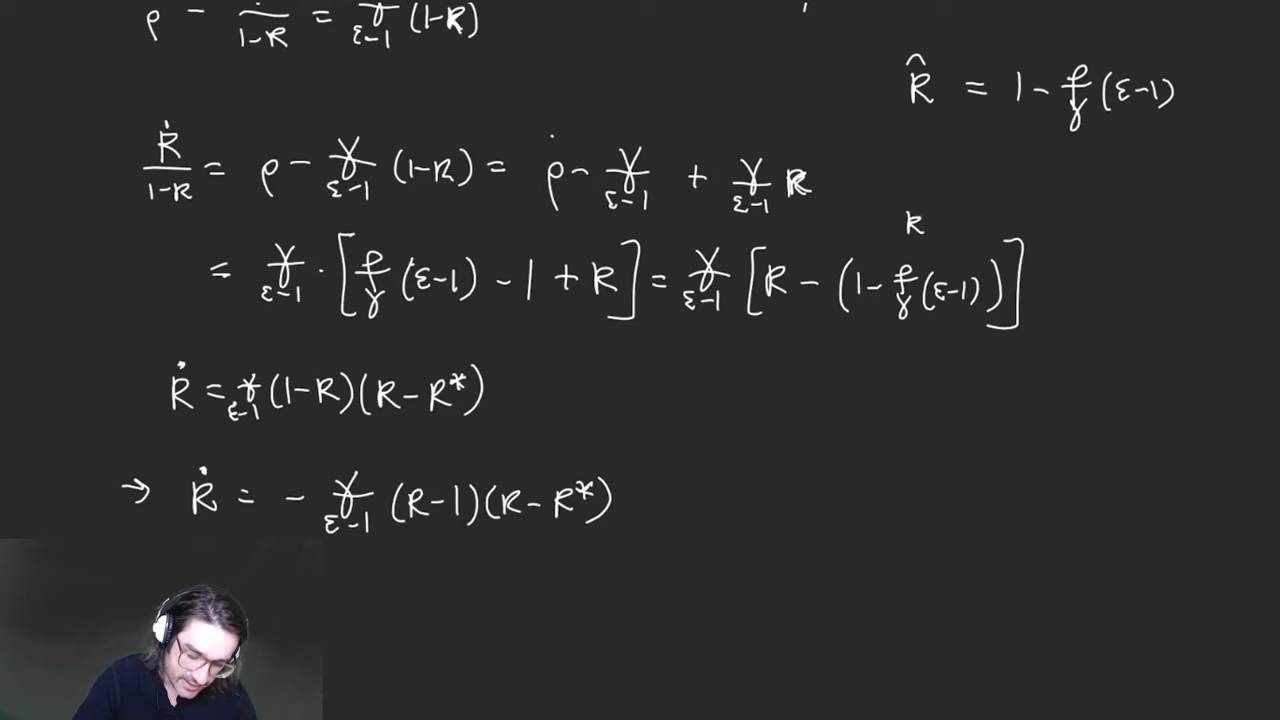 ρ - Ṙ/(1-R) = γ/(ε-1) (1-R)
R̂ = 1 - ρ/γ (ε-1)
Ṙ/(1-R) = ρ - γ/(ε-1) (1-R) = ρ - γ/(ε-1) + γ/(ε-1) R
R
= γ/(ε-1) · [ρ/γ (ε-1) - 1 + R] = γ/(ε-1) [R - (1 - ρ/γ (ε-1))]
Ṙ = γ/(ε-1) (1-R)(R-R*)
→ Ṙ = - γ/(ε-1) (R-1)(R-R*)